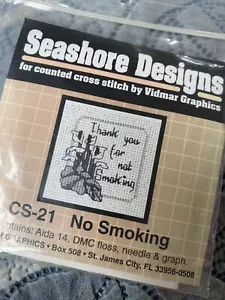 Seashore Designs
for counted cross stitch by Vidmar Graphics
Thank you
for
not
Smoking
CS-21 No Smoking
ntains: Aida 14, DMC floss, needle & graph.
R GRAPHICS • Box 508 • St. James City, FL 33956-0508